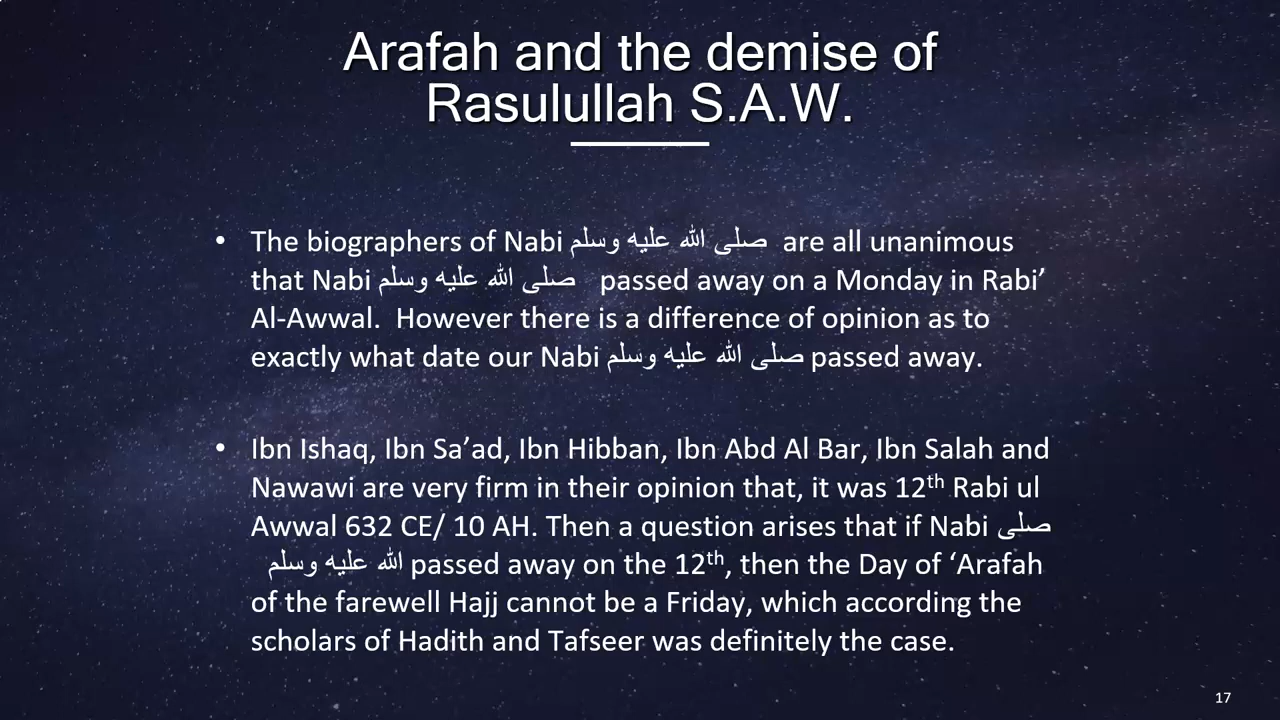 Arafah and the demise of
Rasulullah S.A.W.
• The biographers of Nabi صلى الله عليه وسلم are all unanimous
that Nabi صلى الله عليه وسلم passed away on a Monday in Rabi’
Al-Awwal. However there is a difference of opinion as to
exactly what date our Nabi صلى الله عليه وسلم passed away.
• Ibn Ishaq, Ibn Sa’ad, Ibn Hibban, Ibn Abd Al Bar, Ibn Salah and
Nawawi are very firm in their opinion that, it was 12th Rabi ul
Awwal 632 CE/ 10 AH. Then a question arises that if Nabi صلى
الله عليه وسلم passed away on the 12th, then the Day of ‘Arafah
of the farewell Hajj cannot be a Friday, which according the
scholars of Hadith and Tafseer was definitely the case.
17